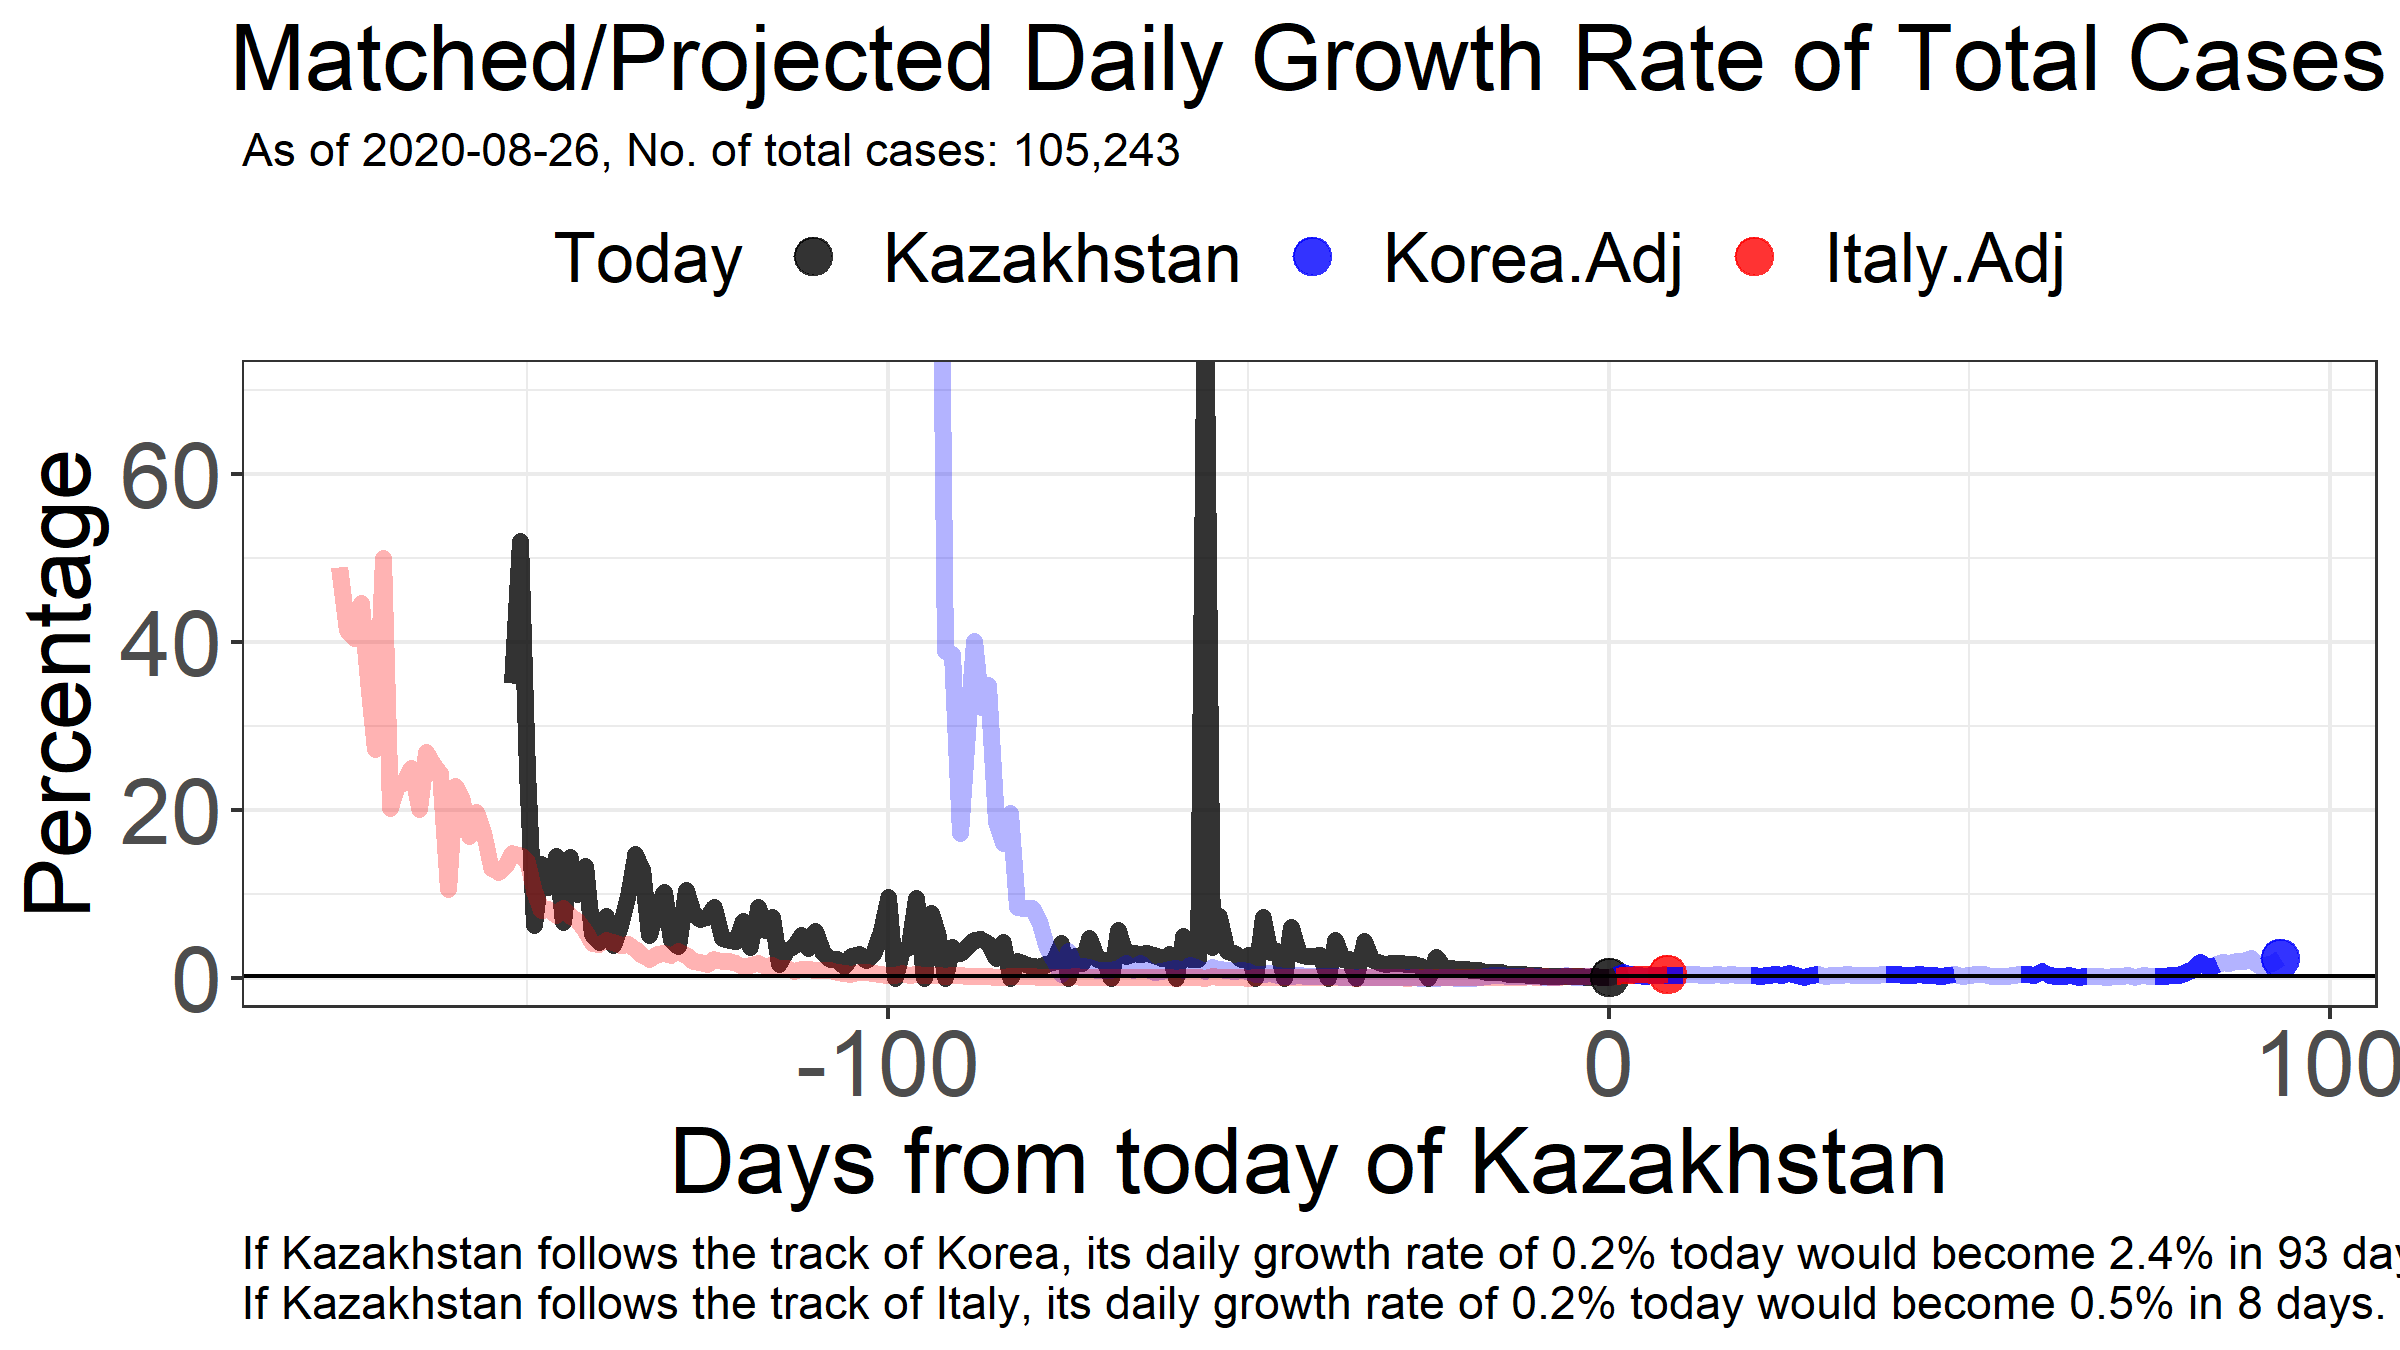 Matched/Projected Daily Growth Rate of Total Cases
As of 2020-08-26, No. of total cases: 105,243
Today Kazakhstan Korea.Adj Italy.Adj
Percentage
60
40
20
0
-100 0 100
Days from today of Kazakhstan
If Kazakhstan follows the track of Korea, its daily growth rate of 0.2% today would become 2.4% in 93
If Kazakhstan follows the track of Italy, its daily growth rate of 0.2% today would become 0.5% in 8 days.